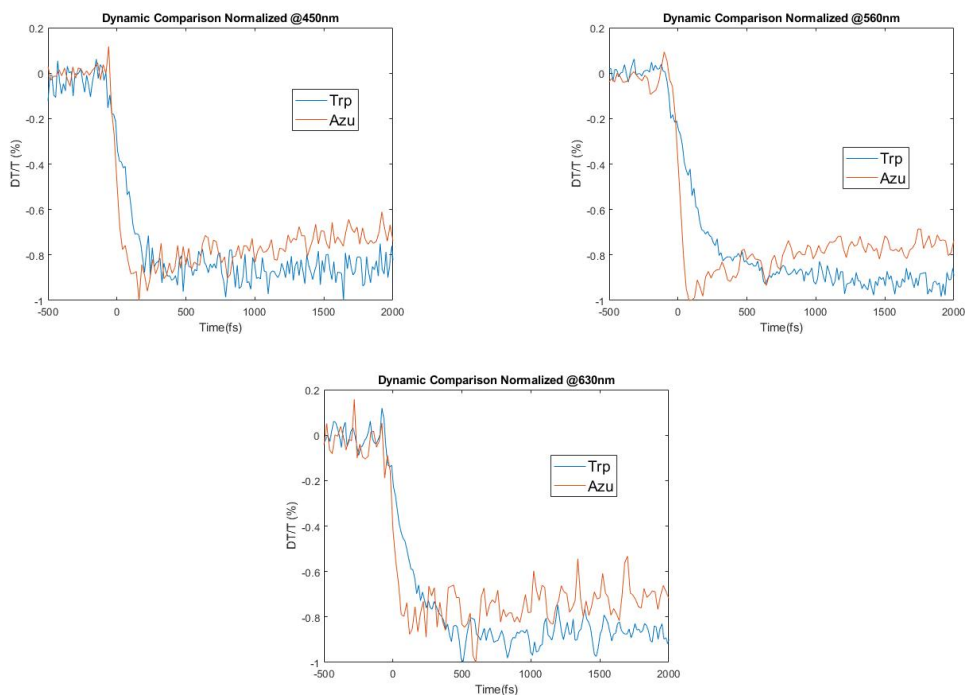 Dynamic Comparison Normalized @450nm
0.2
0
-0.2
-0.4
-0.6
-0.8
-1
DT/T (%)
Trp
Azu
-500 0 500 1000 1500 2000
Time(fs)
Dynamic Comparison Normalized @560nm
0.2
0
-0.2
-0.4
-0.6
-0.8
-1
DT/T (%)
Trp
Azu
-500 0 500 1000 1500 2000
Time(fs)
Dynamic Comparison Normalized @630nm
0.2
0
-0.2
-0.4
-0.6
-0.8
-1
DT/T (%)
Trp
Azu
-500 0 500 1000 1500 2000
Time(fs)